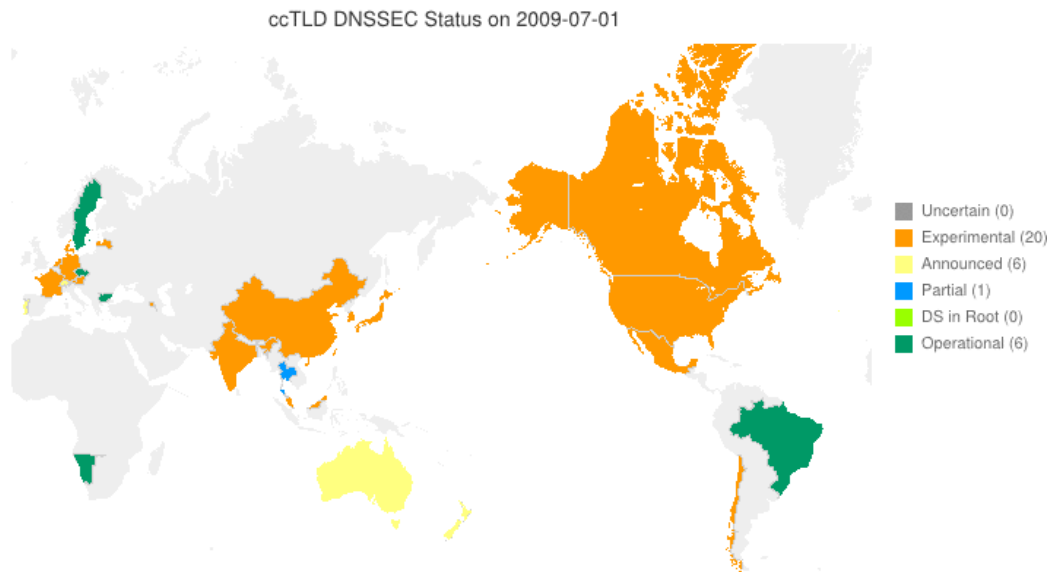 ccTLD DNSSEC Status on 2009-07-01
Uncertain (0)
Experimental (20)
Announced (6)
Partial (1)
DS in Root (0)
Operational (6)